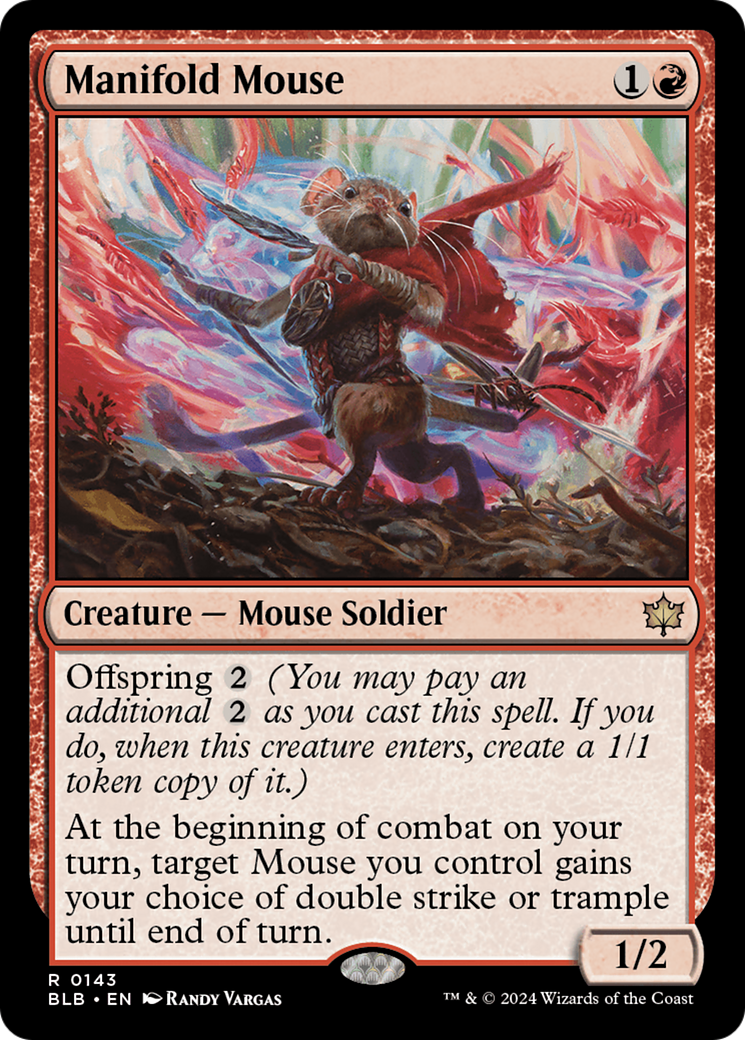 Manifold Mouse 1
Creature — Mouse Soldier
Offspring 2 (You may pay an
additional 2 as you cast this spell. If you
do, when this creature enters, create a 1/1
token copy of it.)
At the beginning of combat on your
turn, target Mouse you control gains
your choice of double strike or trample
until end of turn.
1/2
R 0143
BLB • EN Randy Vargas
™ & © 2024 Wizards of the Coast